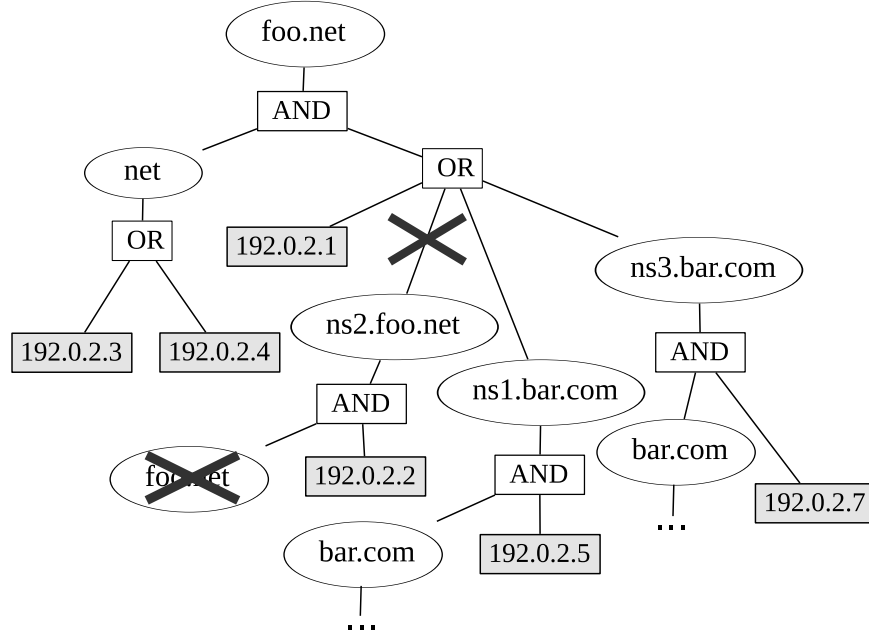 foo.net
AND
net
OR
OR
192.0.2.1
ns3.bar.com
192.0.2.3
192.0.2.4
ns2.foo.net
AND
ns1.bar.com
AND
bar.com
foo.net
192.0.2.2
AND
192.0.2.7
...
bar.com
192.0.2.5
...